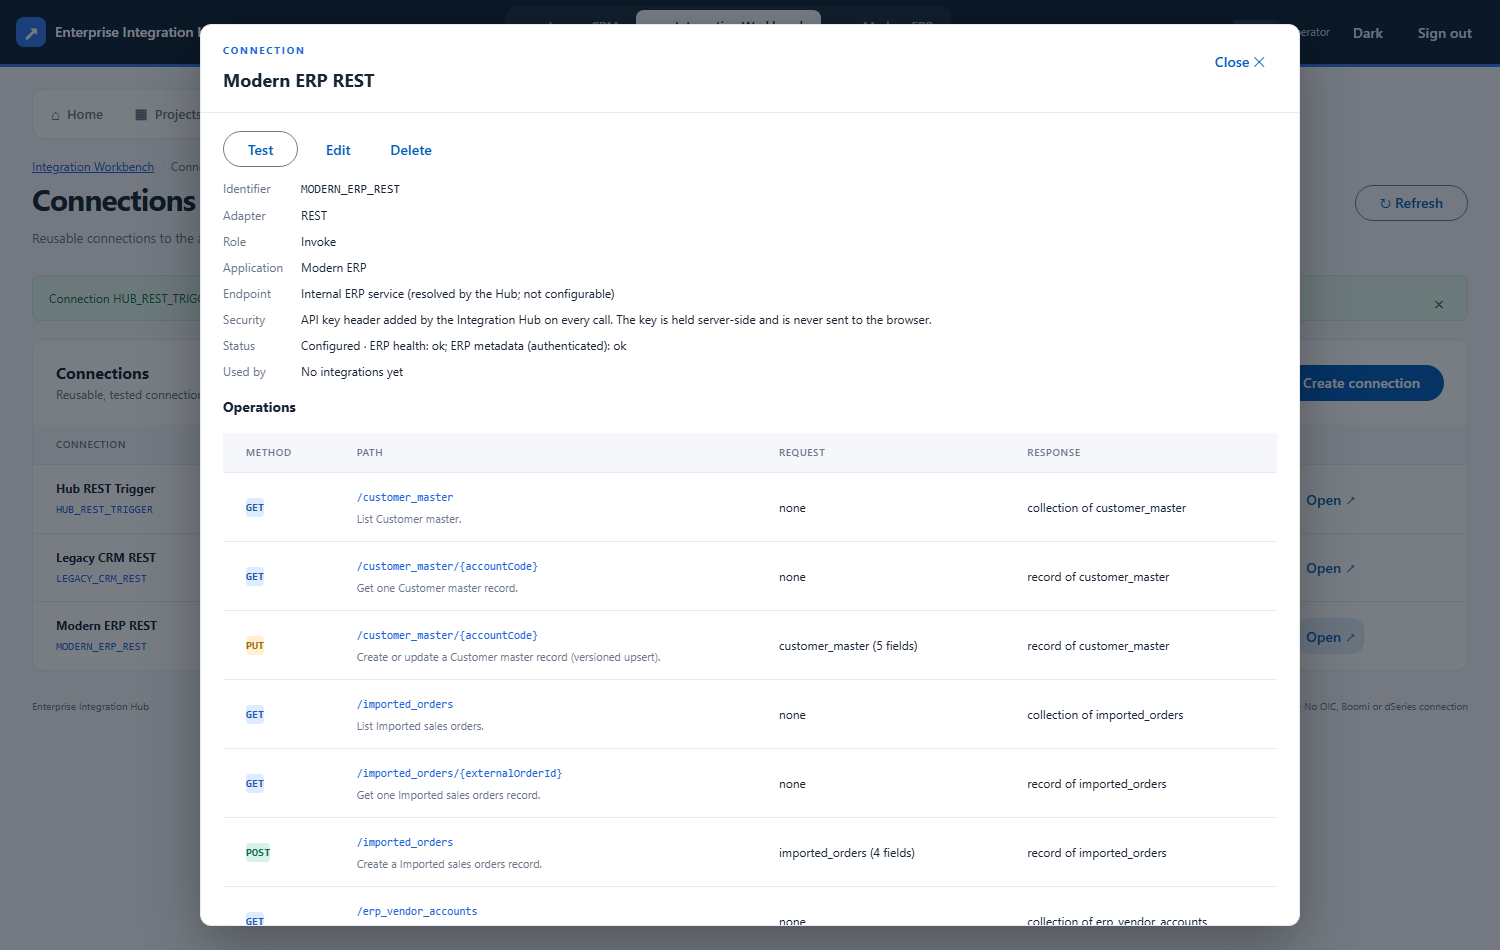 Enterprise Integration
Dark
Sign out
CONNECTION
Modern ERP REST
Close ×
Home
Projects
Test
Edit
Delete
Integration Workbench
Connections
Refresh
Reusable connections to the
Identifier MODERN_ERP_REST
Adapter REST
Role Invoke
Application Modern ERP
Endpoint Internal ERP service (resolved by the Hub; not configurable)
Security API key header added by the Integration Hub on every call. The key is held server-side and is never sent to the browser.
Status Configured · ERP health: ok; ERP metadata (authenticated): ok
Used by No integrations yet
Connection
×
Connections
Reusable, tested
Create connection
CONNECTION
Hub REST Trigger
HUB_REST_TRIGGER
Open ↗
Legacy CRM REST
LEGACY_CRM_REST
Open ↗
Modern ERP REST
MODERN_ERP_REST
Open ↗
Enterprise Integration Hub
No OIC, Boomi or dSeries connection
Operations
METHOD PATH REQUEST RESPONSE
GET /customer_master none collection of customer_master
List Customer master.
GET /customer_master/{accountCode} none record of customer_master
Get one Customer master record.
PUT /customer_master/{accountCode} customer_master (5 fields) record of customer_master
Create or update a Customer master record (versioned upsert).
GET /imported_orders none collection of imported_orders
List Imported sales orders.
GET /imported_orders/{externalOrderId} none record of imported_orders
Get one Imported sales orders record.
POST /imported_orders imported_orders (4 fields) record of imported_orders
Create a Imported sales orders record.
GET /erp_vendor_accounts none collection of erp_vendor_accounts